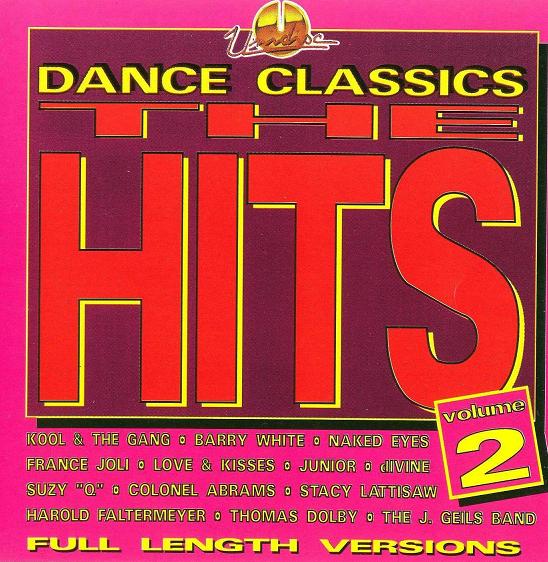 Unidisc
DANCE CLASSICS
THE
HITS
volume
2
KOOL & THE GANG • BARRY WHITE • NAKED EYES
FRANCE JOLI • LOVE & KISSES • JUNIOR • dIVINE
SUZY "Q" • COLONEL ABRAMS • STACY LATTISAW
HAROLD FALTERMEYER • THOMAS DOLBY • THE J. GEILS BAND
FULL LENGTH VERSIONS